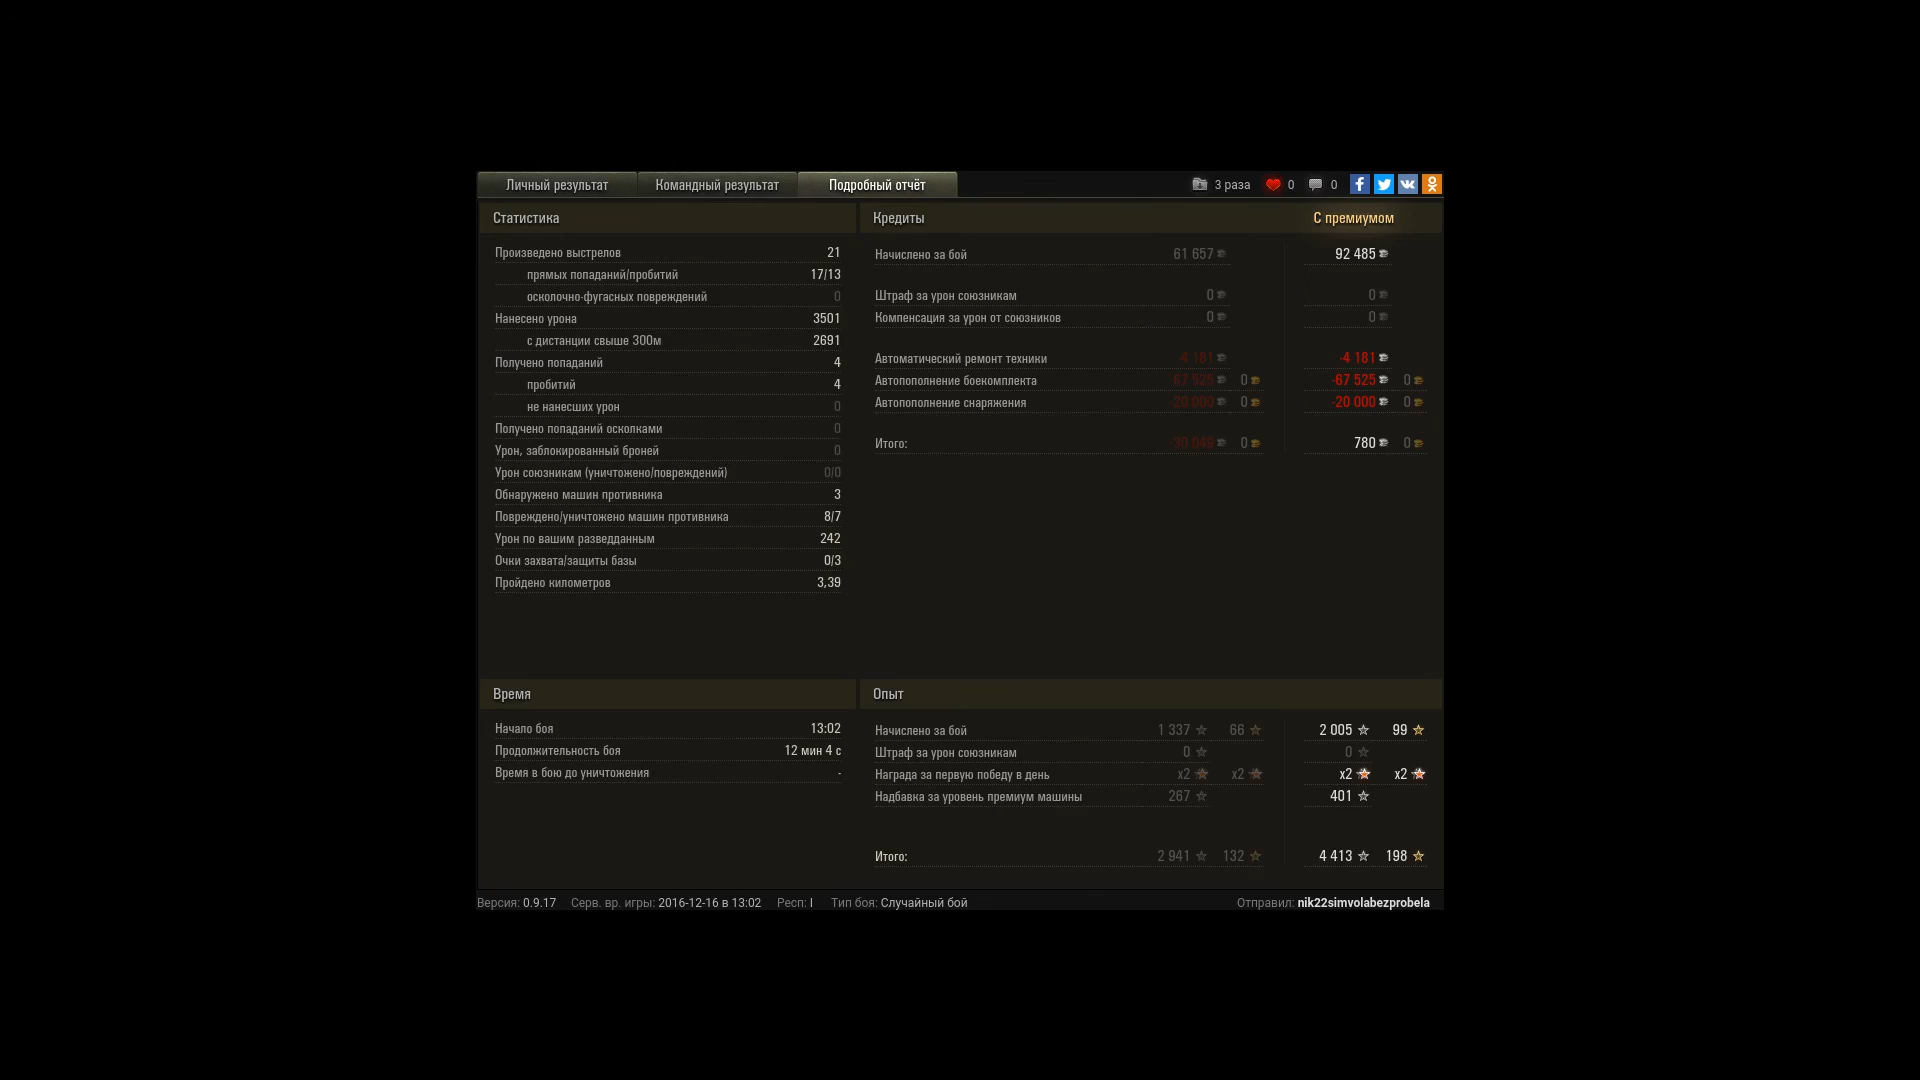 Личный результат Командный результат Подробный отчёт 3 раза 0 0
Статистика
Произведено выстрелов 21
прямых попаданий/пробитий 17/13
осколочно-фугасных повреждений 0
Нанесено урона 3501
с дистанции свыше 300м 2691
Получено попаданий 4
пробитий 4
не нанесших урон 0
Получено попаданий осколками 0
Урон, заблокированный броней 0
Урон союзникам (уничтожено/повреждений) 0/0
Обнаружено машин противника 3
Повреждено/уничтожено машин противника 8/7
Урон по вашим разведданным 242
Очки захвата/защиты базы 0/3
Пройдено километров 3,39
Кредиты С премиумом
Начислено за бой 61 657 92 485
Штраф за урон союзникам 0 0
Компенсация за урон от союзников 0 0
Автоматический ремонт техники -4 181 -4 181
Автопополнение боекомплекта -67 525 0 -67 525 0
Автопополнение снаряжения -20 000 0 -20 000 0
Итого: -30 049 0 780 0
Время
Начало боя 13:02
Продолжительность боя 12 мин 4 с
Время в бою до уничтожения -
Опыт
Начислено за бой 1 337 66 2 005 99
Штраф за урон союзникам 0 0
Награда за первую победу в день x2 x2 x2 x2
Надбавка за уровень премиум машины 267 401
Итого: 2 941 132 4 413 198
Версия: 0.9.17 Серв. вр. игры: 2016-12-16 в 13:02 Респ: I Тип боя: Случайный бой Отправил: nik22simvolabezprobela